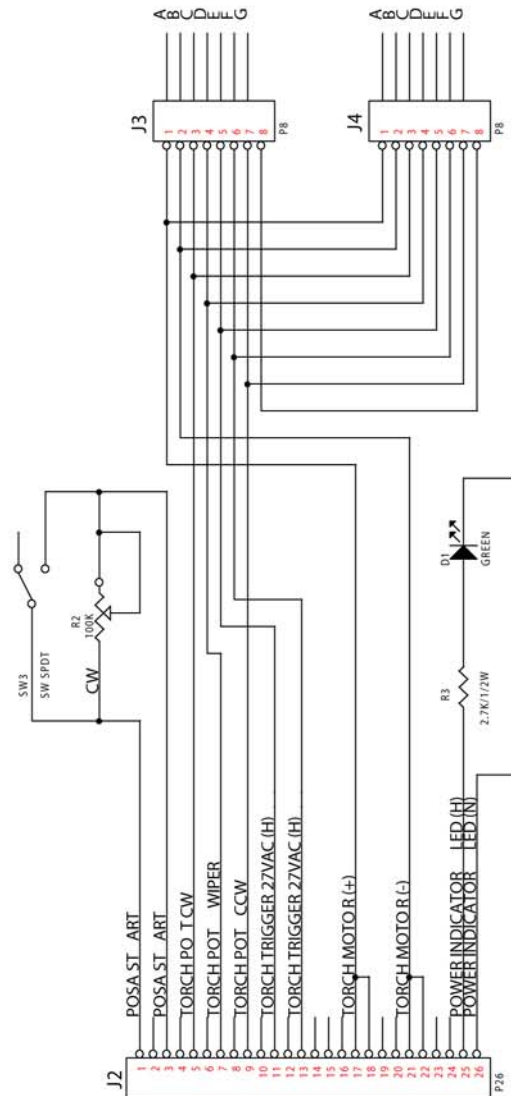 J2
1
2
3
4
5
6
7
8
9
10
11
12
13
14
15
16
17
18
19
20
21
22
23
24
25
26
P26
POSA ST ART
POSA ST ART
TORCH PO T CW
TORCH POT WIPER
TORCH POT CCW
TORCH TRIGGER 27VAC (H)
TORCH TRIGGER 27VAC (H)
TORCH MOTO R (+)
TORCH MOTO R (-)
POWER INDICATOR LED (H)
POWER INDICATOR LED (N)
SW3
SW SPDT
CW
R2
100K
R3
2.7K/1/2W
D1
GREEN
J3
1
2
3
4
5
6
7
8
P8
A
B
C
D
E
F
G
J4
1
2
3
4
5
6
7
8
P8
A
B
C
D
E
F
G